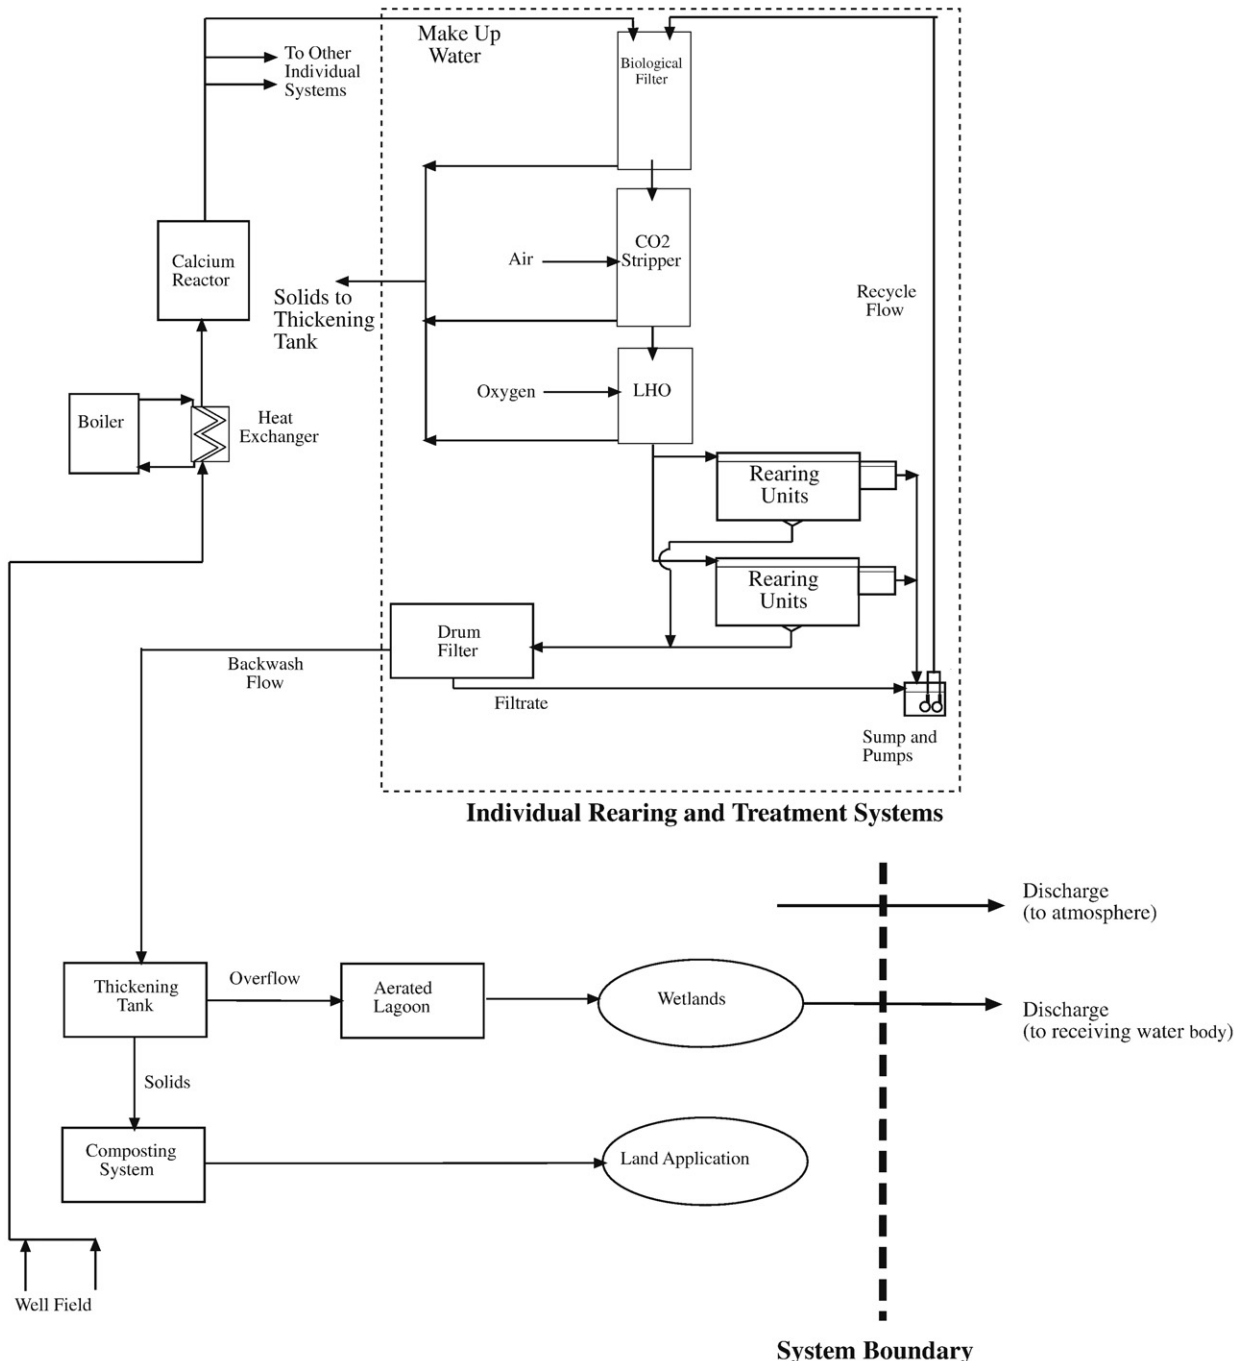 Make Up
Water
To Other
Individual
Systems
Biological
Filter
Calcium
Reactor
CO2
Stripper
Air
Solids to
Thickening
Tank
Recycle
Flow
Oxygen
LHO
Boiler
Heat
Exchanger
Rearing
Units
Rearing
Units
Drum
Filter
Backwash
Flow
Filtrate
Sump and
Pumps
Individual Rearing and Treatment Systems
Discharge
(to atmosphere)
Thickening
Tank
Overflow
Aerated
Lagoon
Wetlands
Discharge
(to receiving water body)
Solids
Composting
System
Land Application
Well Field
System Boundary